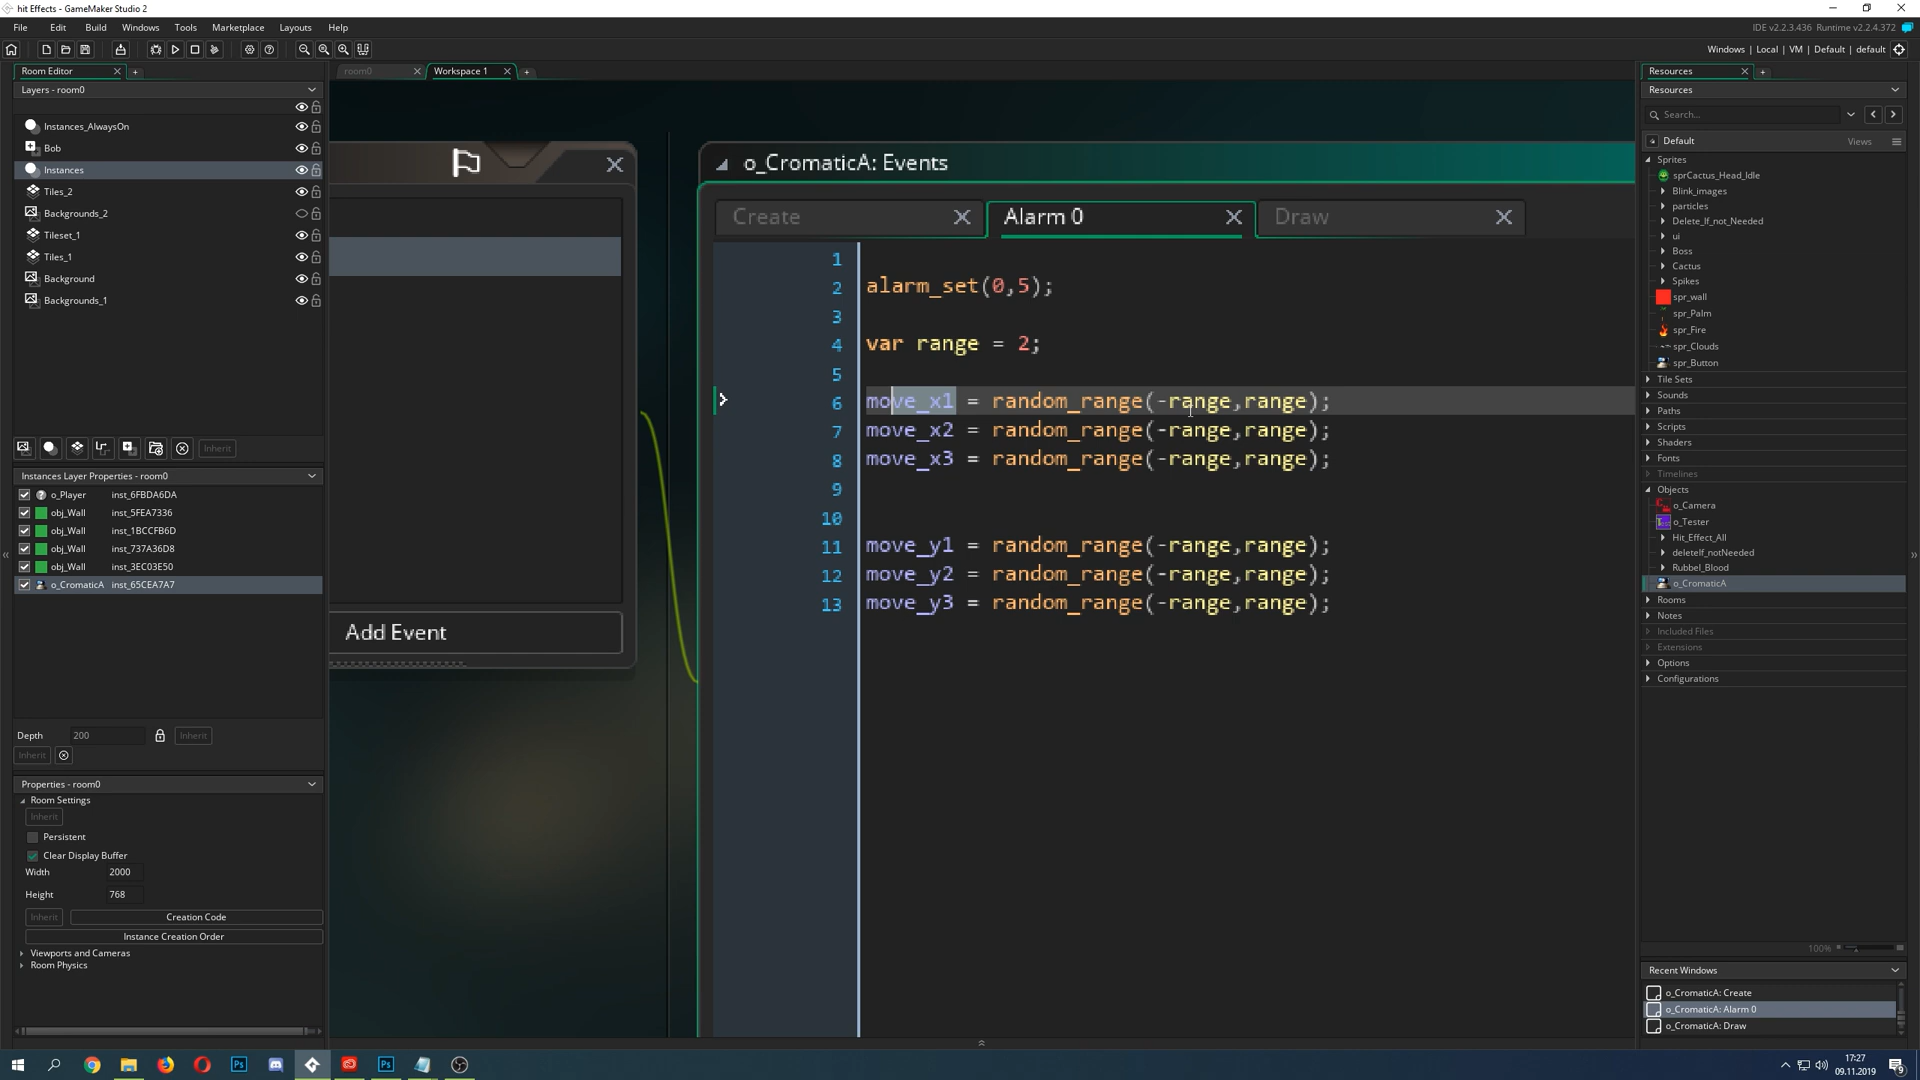 hit Effects - GameMaker Studio 2
File Edit Build Windows Tools Marketplace Layouts Help
IDE v2.2.3.436 Runtime v2.2.4.372
Windows | Local | VM | Default | default
Room Editor
Layers - room0
Instances_AlwaysOn
Bob
Instances
Tiles_2
Backgrounds_2
Tileset_1
Tiles_1
Background
Backgrounds_1
Inherit
Instances Layer Properties - room0
o_Player inst_6FBDA6DA
obj_Wall inst_5FEA7336
obj_Wall inst_1BCCFB6D
obj_Wall inst_737A36D8
obj_Wall inst_3EC03E50
o_CromaticA inst_65CEA7A7
Depth 200 Inherit
Inherit
Properties - room0
Room Settings
Inherit
Persistent
Clear Display Buffer
Width 2000
Height 768
Inherit Creation Code
Instance Creation Order
Viewports and Cameras
Room Physics
room0
Workspace 1
Add Event
o_CromaticA: Events
Create Alarm 0 Draw
1
2 alarm_set(0,5);
3
4 var range = 2;
5
6 move_x1 = random_range(-range,range);
7 move_x2 = random_range(-range,range);
8 move_x3 = random_range(-range,range);
9
10
11 move_y1 = random_range(-range,range);
12 move_y2 = random_range(-range,range);
13 move_y3 = random_range(-range,range);
Resources
Resources
Search...
Default Views
Sprites
sprCactus_Head_Idle
Blink_images
particles
Delete_If_not_Needed
ui
Boss
Cactus
Spikes
spr_wall
spr_Palm
spr_Fire
spr_Clouds
spr_Button
Tile Sets
Sounds
Paths
Scripts
Shaders
Fonts
Timelines
Objects
o_Camera
o_Tester
Hit_Effect_All
deleteIf_notNeeded
Rubbel_Blood
o_CromaticA
Rooms
Notes
Included Files
Extensions
Options
Configurations
100%
Recent Windows
o_CromaticA: Create
o_CromaticA: Alarm 0
o_CromaticA: Draw
17:27
09.11.2019